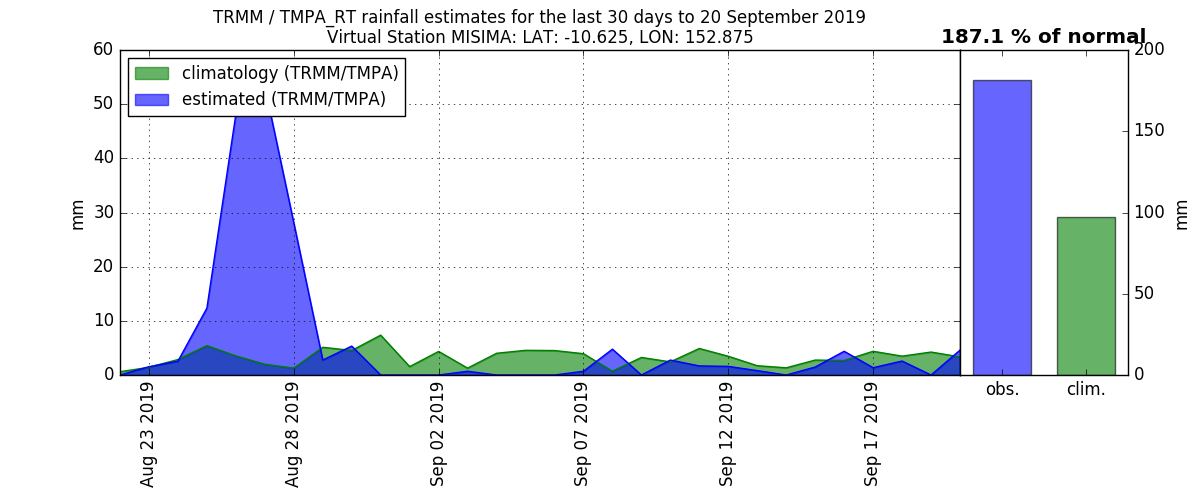 TRMM / TMPA_RT rainfall estimates for the last 30 days to 20 September 2019
Virtual Station MISIMA: LAT: -10.625, LON: 152.875
187.1 % of normal
climatology (TRMM/TMPA)
estimated (TRMM/TMPA)
60
50
40
30
20
10
0
mm
200
150
100
50
0
mm
Aug 23 2019
Aug 28 2019
Sep 02 2019
Sep 07 2019
Sep 12 2019
Sep 17 2019
obs.
clim.